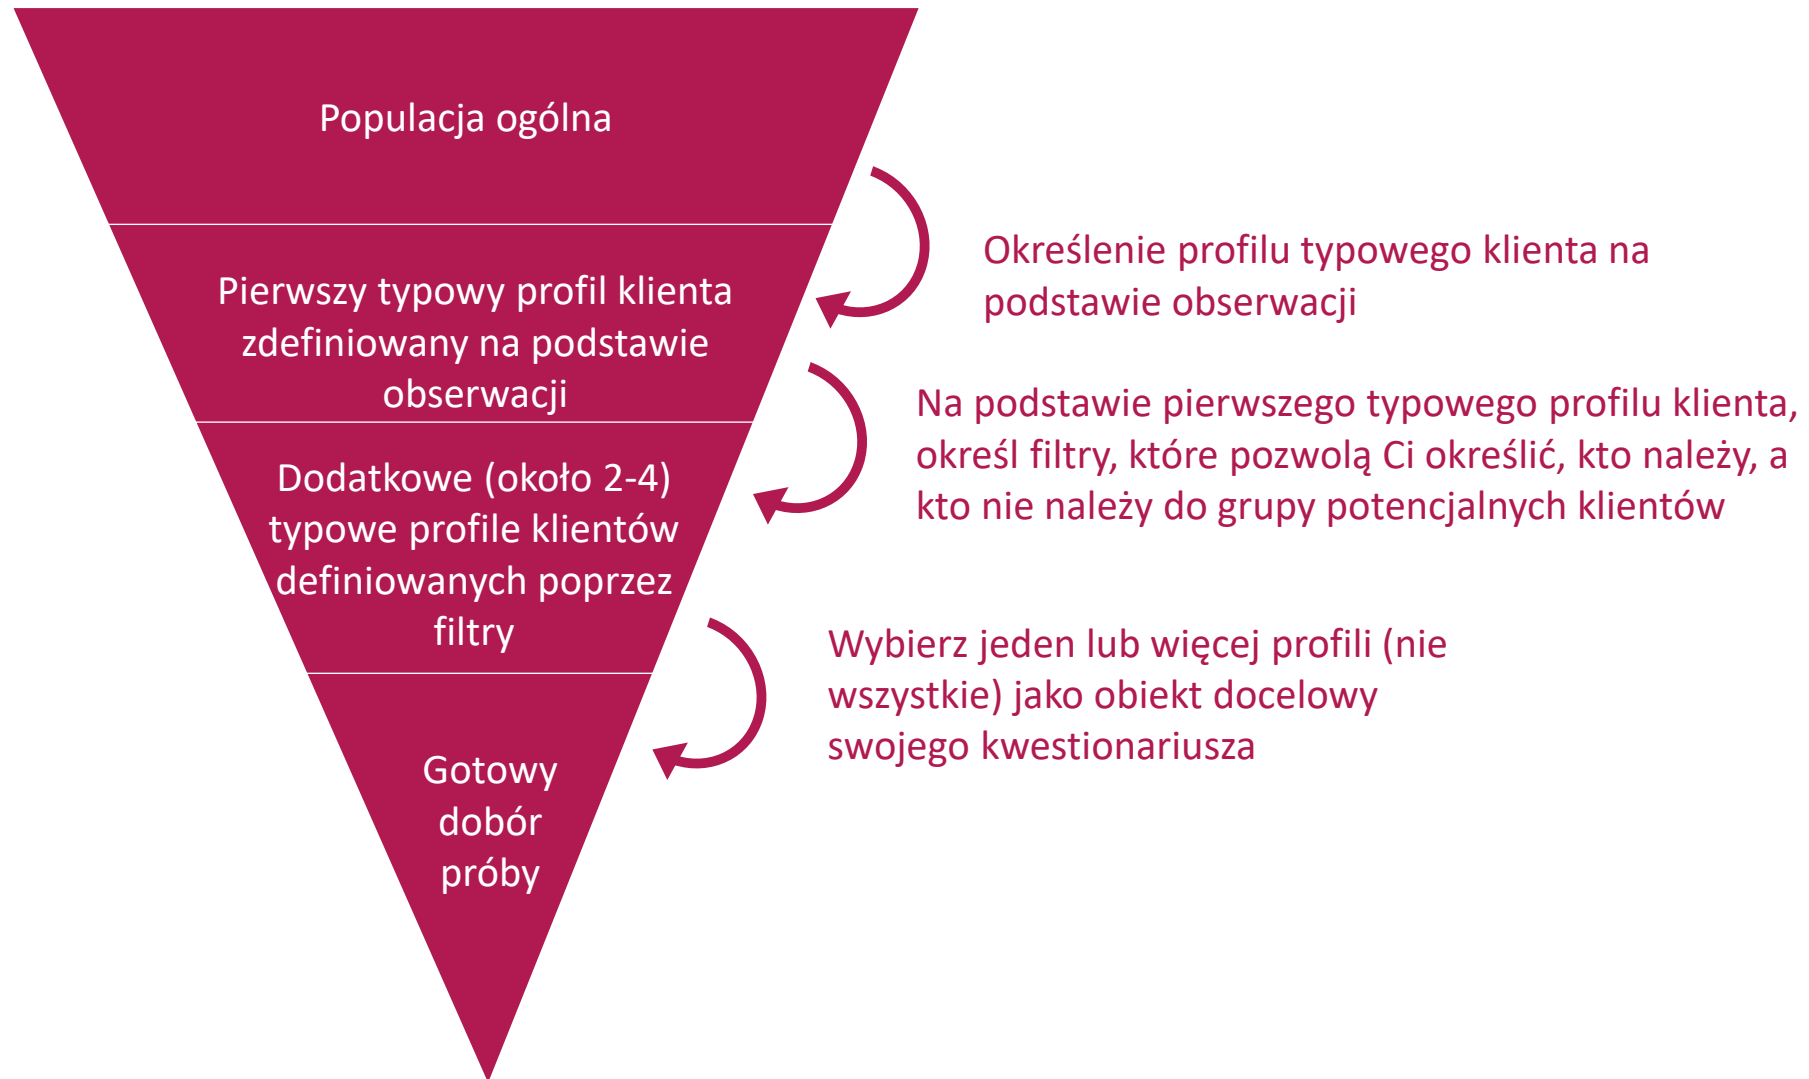 Populacja ogólna
Określenie profilu typowego klienta na
podstawie obserwacji
Pierwszy typowy profil klienta
zdefiniowany na podstawie
obserwacji
Na podstawie pierwszego typowego profilu klienta,
określ filtry, które pozwolą Ci określić, kto należy, a
kto nie należy do grupy potencjalnych klientów
Dodatkowe (około 2-4)
typowe profile klientów
definiowanych poprzez
filtry
Wybierz jeden lub więcej profili (nie
wszystkie) jako obiekt docelowy
swojego kwestionariusza
Gotowy
dobór
próby